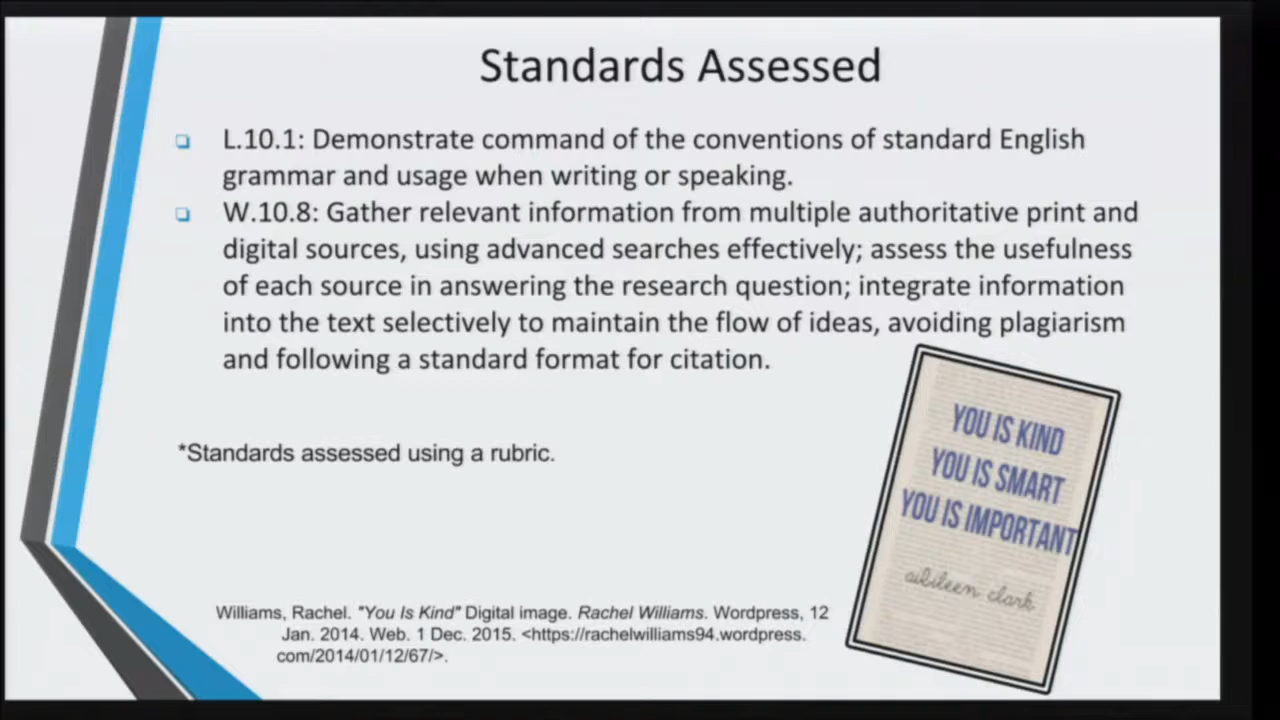 Standards Assessed
L.10.1: Demonstrate command of the conventions of standard English
grammar and usage when writing or speaking.
W.10.8: Gather relevant information from multiple authoritative print and
digital sources, using advanced searches effectively; assess the usefulness
of each source in answering the research question; integrate information
into the text selectively to maintain the flow of ideas, avoiding plagiarism
and following a standard format for citation.
*Standards assessed using a rubric.
YOU IS KIND
YOU IS SMART
YOU IS IMPORTANT
aibileen clark
Williams, Rachel. "You Is Kind" Digital image. Rachel Williams. Wordpress, 12
Jan. 2014. Web. 1 Dec. 2015. <https://rachelwilliams94.wordpress.
com/2014/01/12/67/>.